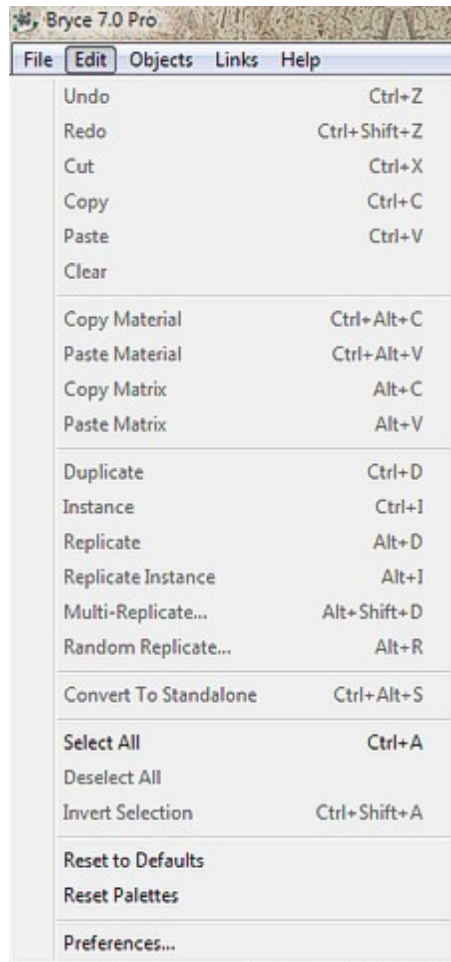 Bryce 7.0 Pro
File Edit Objects Links Help
Undo Ctrl+Z
Redo Ctrl+Shift+Z
Cut Ctrl+X
Copy Ctrl+C
Paste Ctrl+V
Clear
Copy Material Ctrl+Alt+C
Paste Material Ctrl+Alt+V
Copy Matrix Alt+C
Paste Matrix Alt+V
Duplicate Ctrl+D
Instance Ctrl+I
Replicate Alt+D
Replicate Instance Alt+I
Multi-Replicate... Alt+Shift+D
Random Replicate... Alt+R
Convert To Standalone Ctrl+Alt+S
Select All Ctrl+A
Deselect All
Invert Selection Ctrl+Shift+A
Reset to Defaults
Reset Palettes
Preferences...